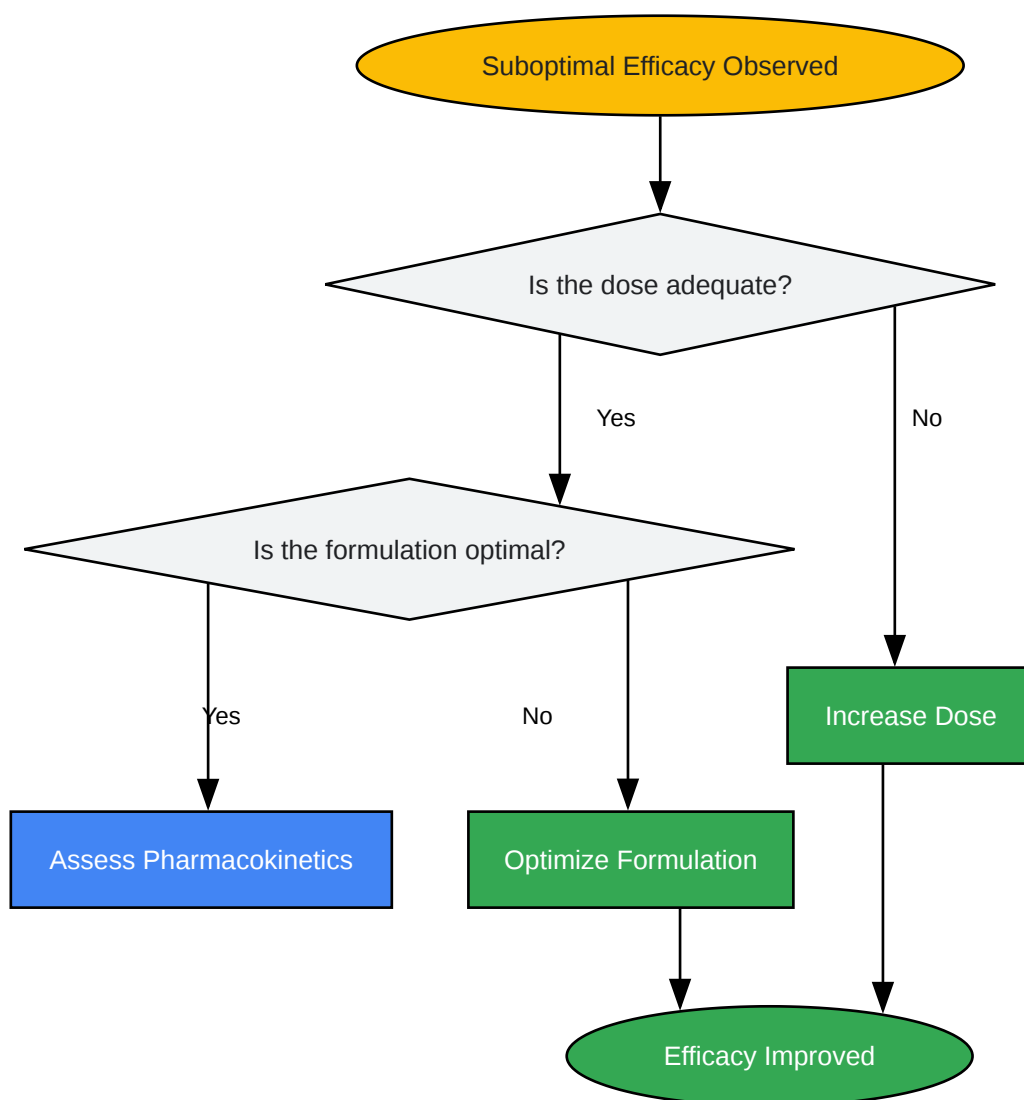 Suboptimal Efficacy Observed
Is the dose adequate?
Yes
No
Is the formulation optimal?
Yes
No
Increase Dose
Assess Pharmacokinetics
Optimize Formulation
Efficacy Improved